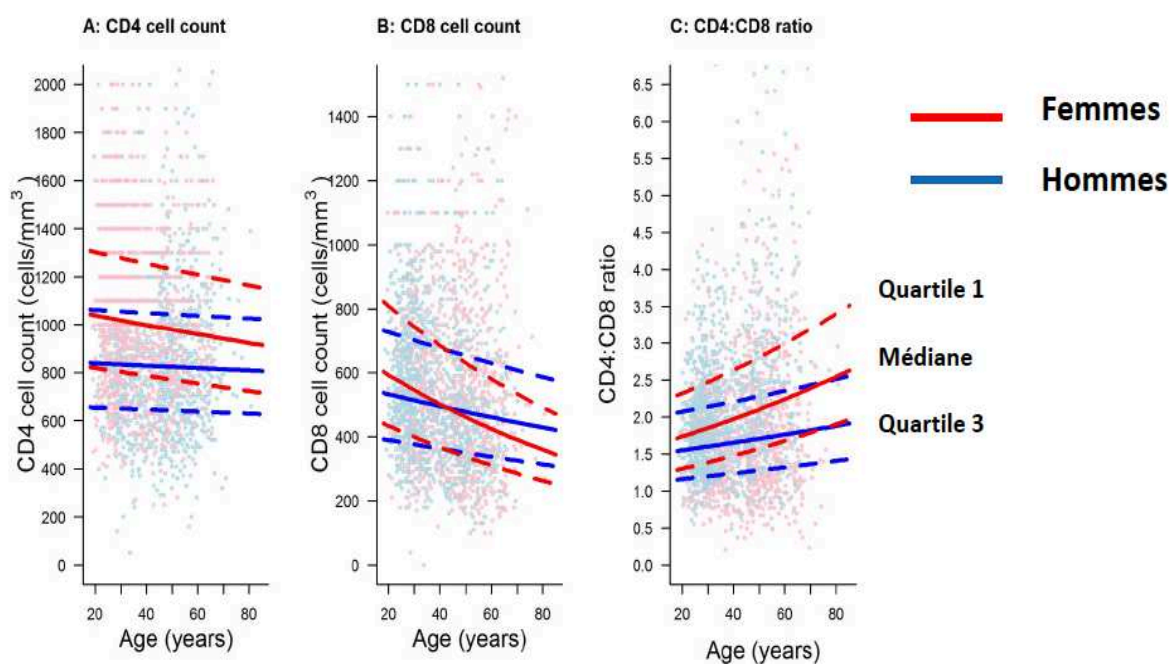 A: CD4 cell count
CD4 cell count (cells/mm³)
2000
1800
1600
1400
1200
1000
800
600
400
200
0
20 40 60 80
Age (years)
B: CD8 cell count
CD8 cell count (cells/mm³)
1400
1200
1000
800
600
400
200
0
20 40 60 80
Age (years)
C: CD4:CD8 ratio
CD4:CD8 ratio
6.5
6.0
5.5
5.0
4.5
4.0
3.5
3.0
2.5
2.0
1.5
1.0
0.5
0.0
20 40 60 80
Age (years)
Femmes
Hommes
Quartile 1
Médiane
Quartile 3